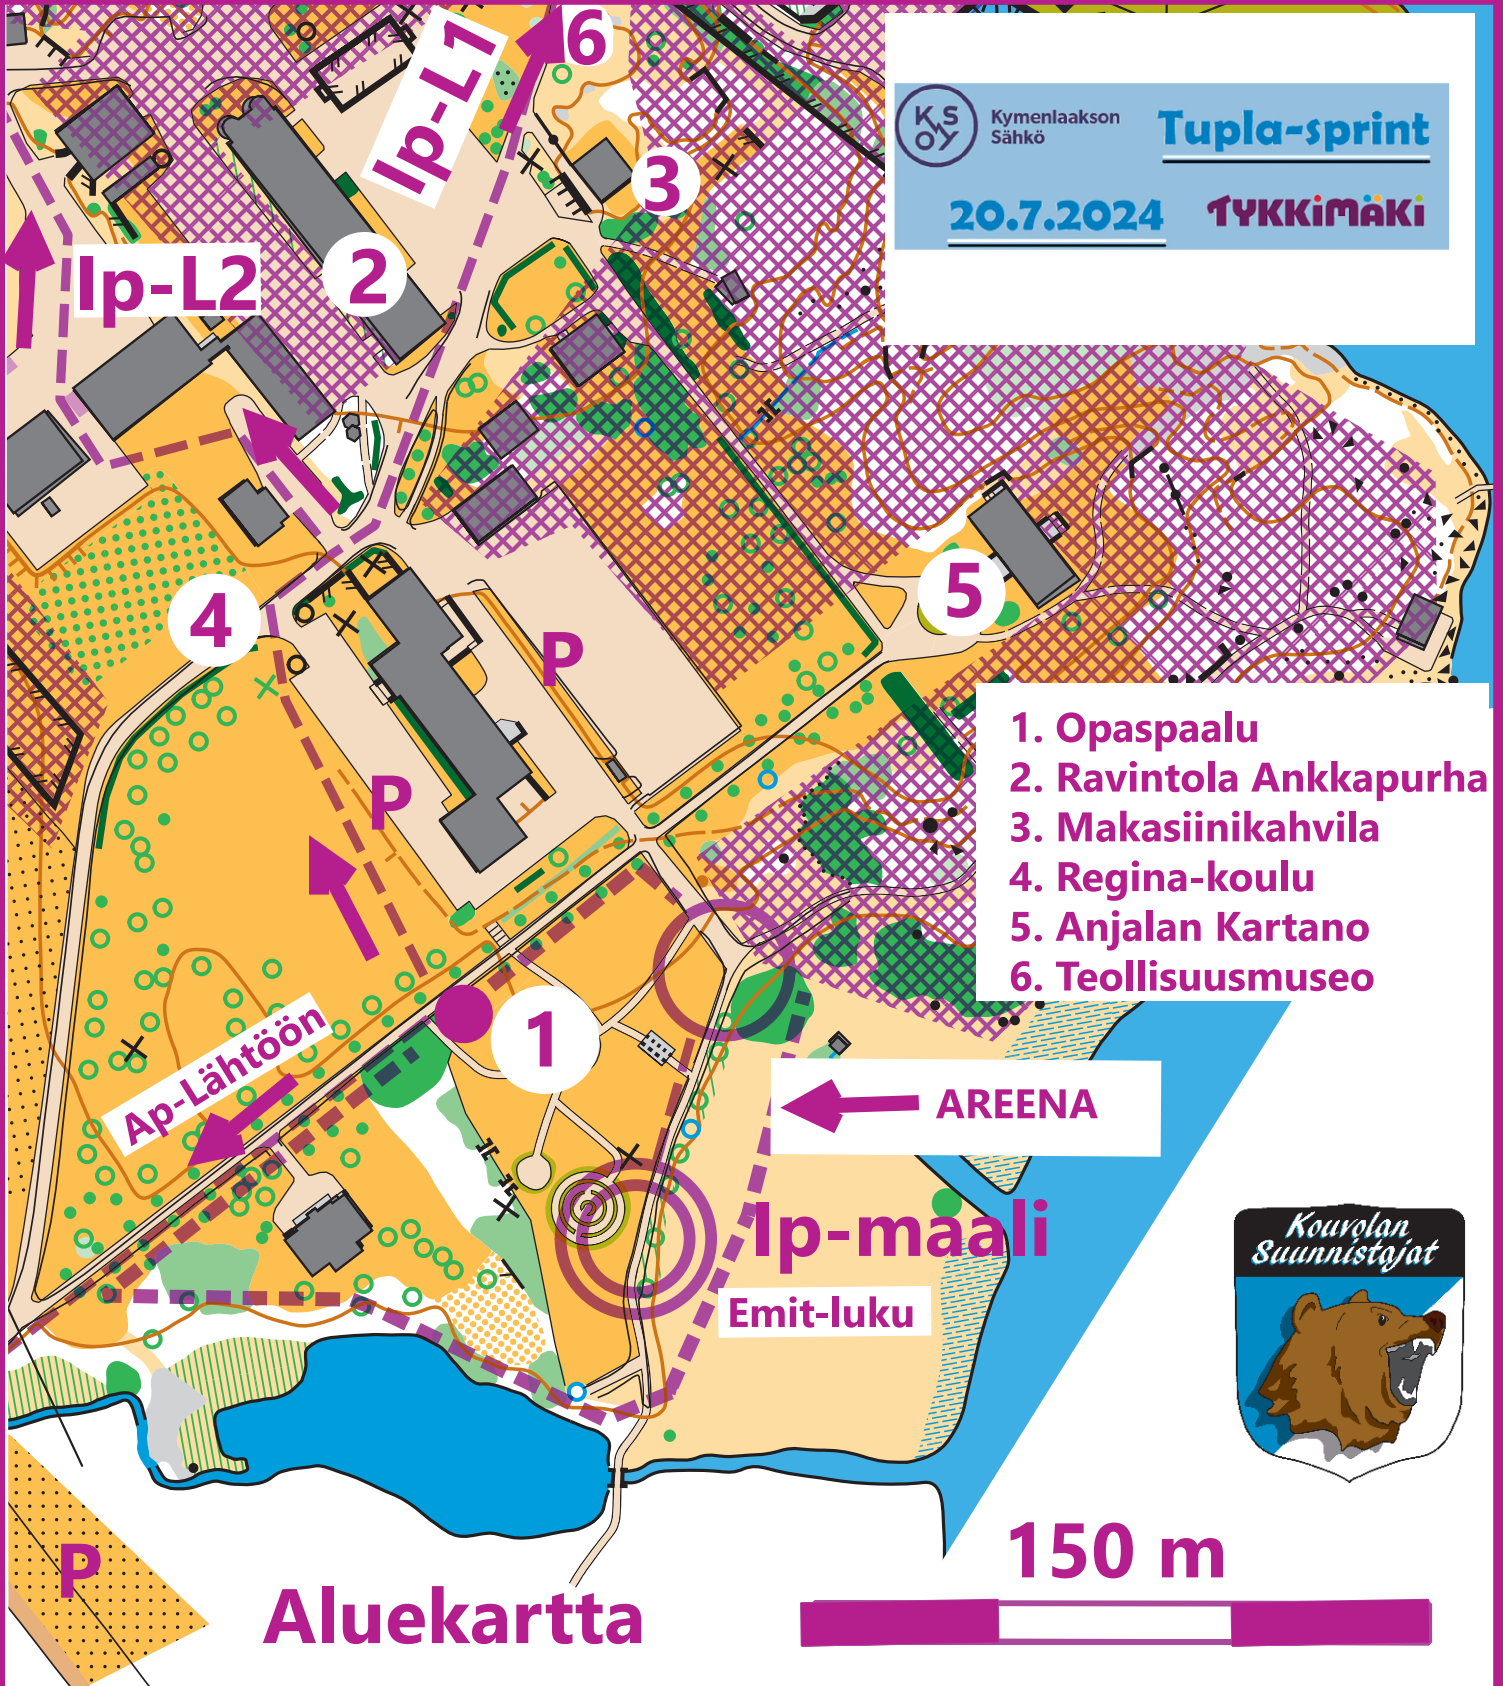 Ip-L1
6
KSOY
Kymenlaakson
Sähkö
Tupla-sprint
20.7.2024
TYKKiMÄKi
3
2
Ip-L2
4
5
P
P
1. Opaspaalu
2. Ravintola Ankkapurha
3. Makasiinikahvila
4. Regina-koulu
5. Anjalan Kartano
6. Teollisuusmuseo
1
Ap-Lähtöön
AREENA
Ip-maali
Emit-luku
Kouvolan
Suunnistajat
P
150 m
Aluekartta